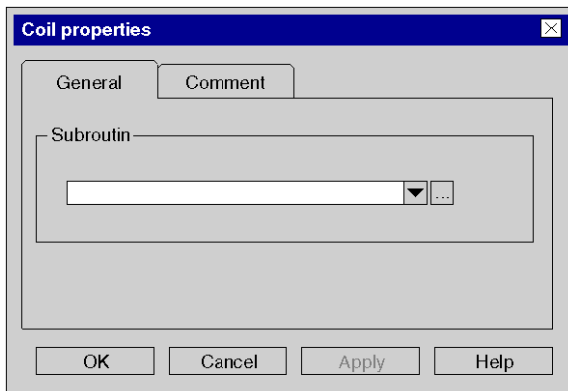 Coil properties
General Comment
Subroutin
...
OK Cancel Apply Help